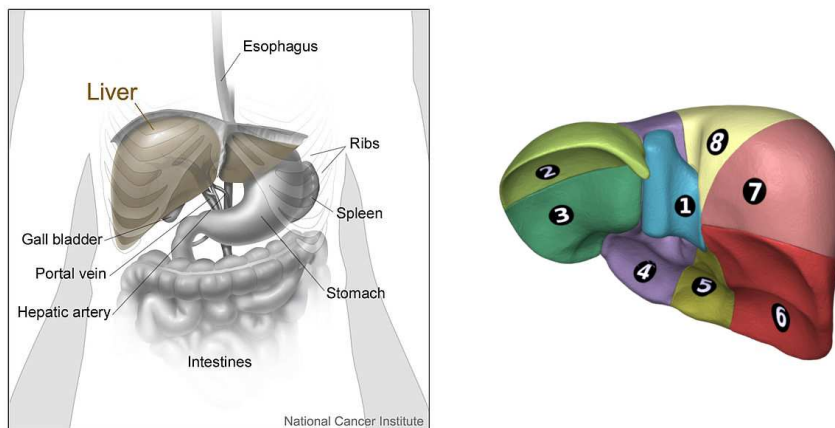 Esophagus
Liver
Ribs
Spleen
Gall bladder
Portal vein
Stomach
Hepatic artery
Intestines
National Cancer Institute
8
2
7
3
1
4
5
6